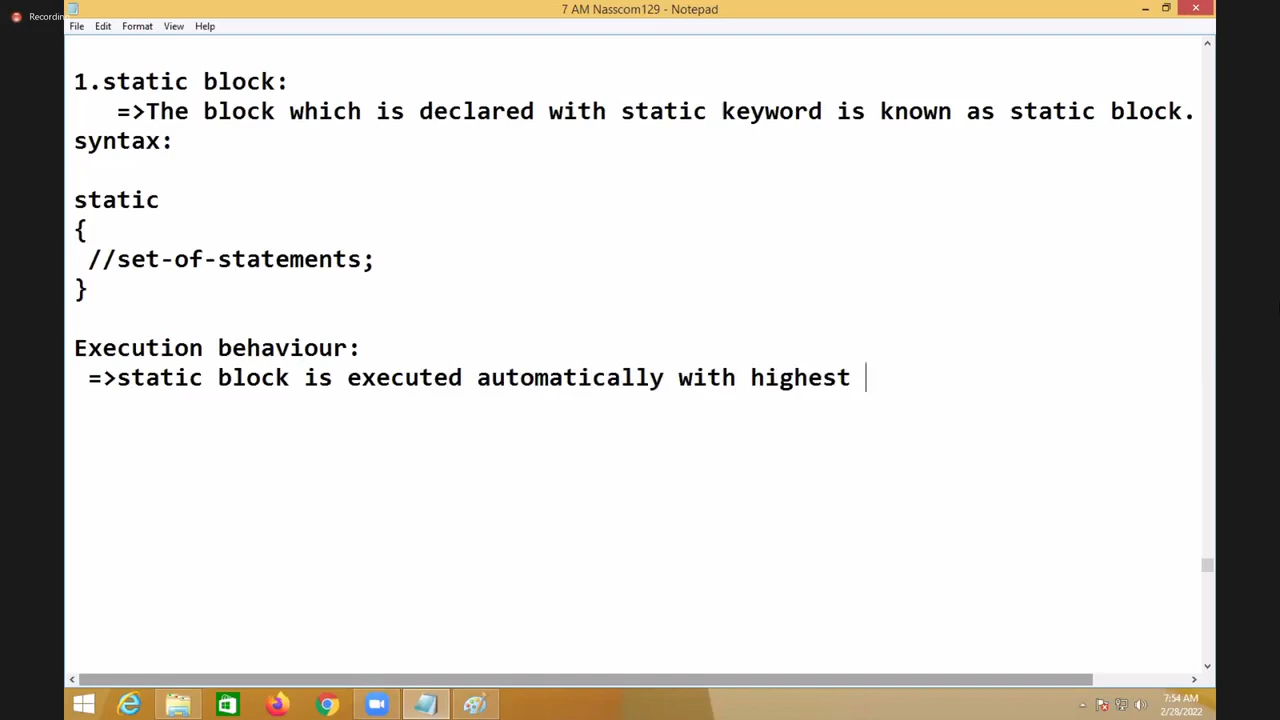 Recording
7 AM Nasscom129 - Notepad
File Edit Format View Help
1.static block:
=>The block which is declared with static keyword is known as static block.
syntax:
static
{
//set-of-statements;
}
Execution behaviour:
=>static block is executed automatically with highest
7:54 AM
2/28/2022